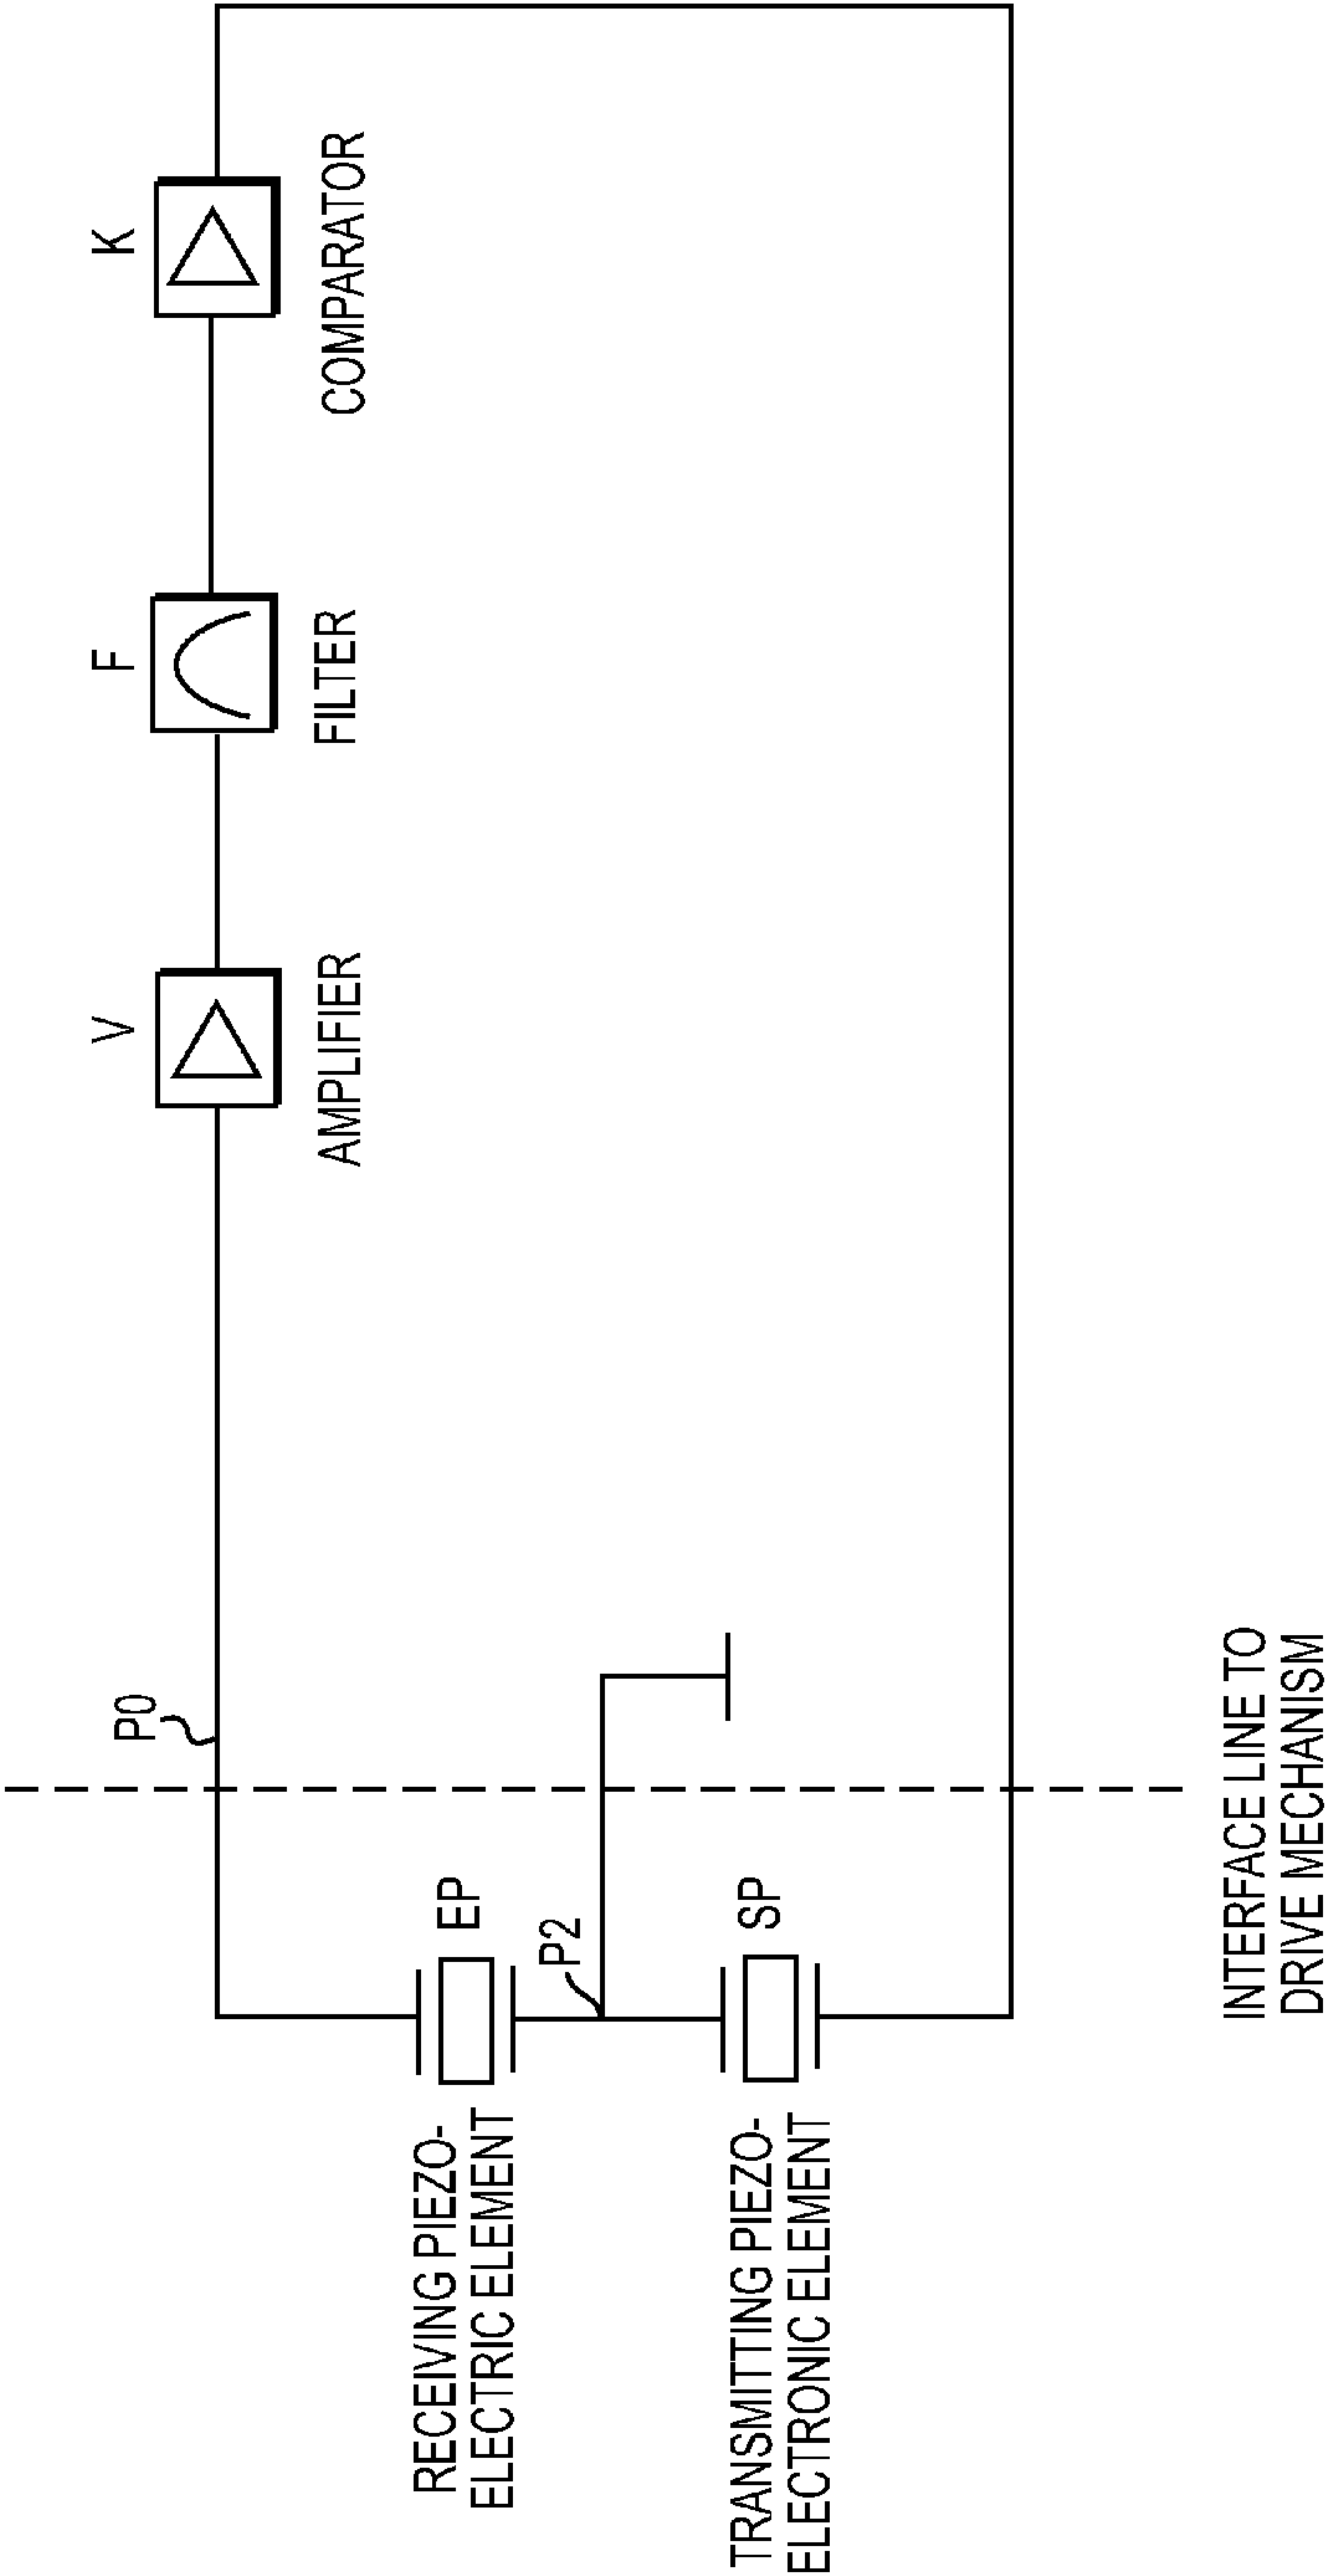 V
F
K
AMPLIFIER
FILTER
COMPARATOR
P0
RECEIVING PIEZO-
ELECTRIC ELEMENT
EP
P2
TRANSMITTING PIEZO-
ELECTRONIC ELEMENT
SP
INTERFACE LINE TO
DRIVE MECHANISM